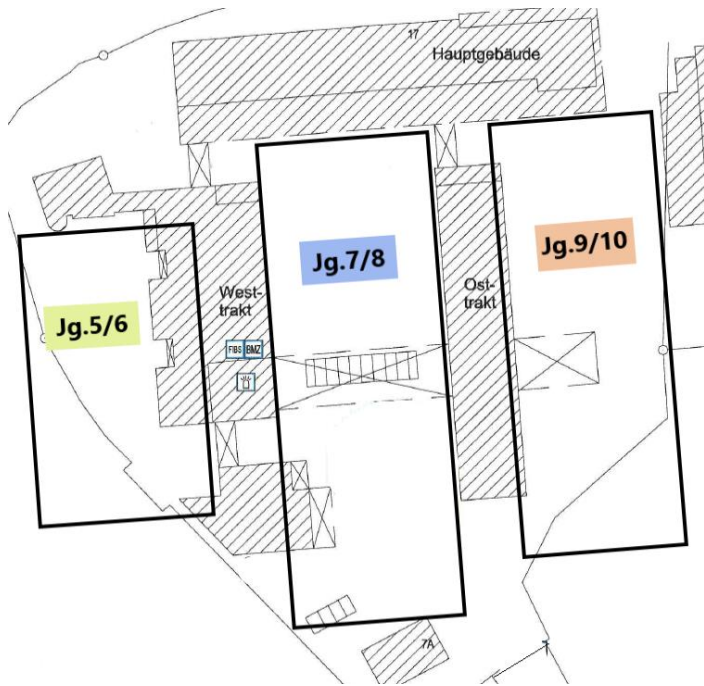 17
Hauptgebäude
Jg.7/8
Jg.9/10
Jg.5/6
West-
trakt
Ost-
trakt
FIBS BMZ
7A